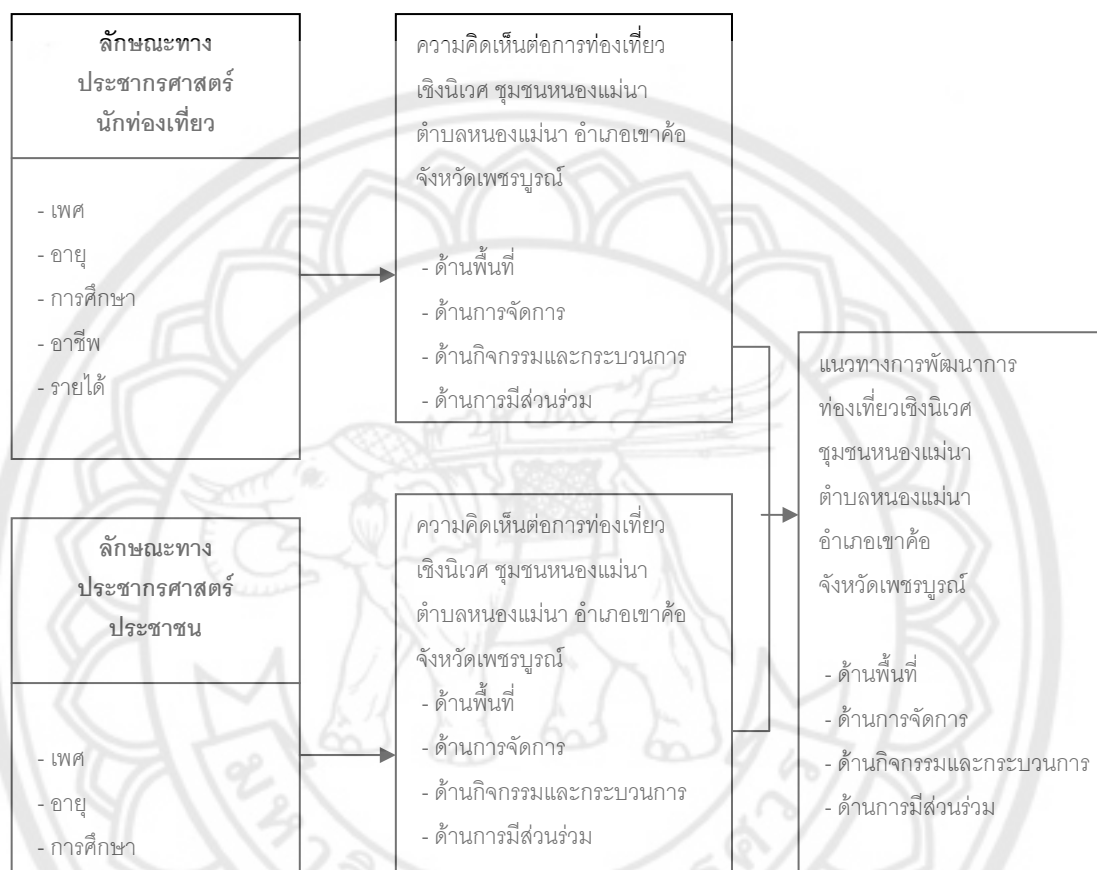 ลักษณะทาง
ประชากรศาสตร์
นักท่องเที่ยว
- เพศ
- อายุ
- การศึกษา
- อาชีพ
- รายได้
ความคิดเห็นต่อการท่องเที่ยว
เชิงนิเวศ ชุมชนหนองแม่นา
ตำบลหนองแม่นา อำเภอเขาค้อ
จังหวัดเพชรบูรณ์
- ด้านพื้นที่
- ด้านการจัดการ
- ด้านกิจกรรมและกระบวนการ
- ด้านการมีส่วนร่วม
ลักษณะทาง
ประชากรศาสตร์
ประชาชน
- เพศ
- อายุ
- การศึกษา
ความคิดเห็นต่อการท่องเที่ยว
เชิงนิเวศ ชุมชนหนองแม่นา
ตำบลหนองแม่นา อำเภอเขาค้อ
จังหวัดเพชรบูรณ์
- ด้านพื้นที่
- ด้านการจัดการ
- ด้านกิจกรรมและกระบวนการ
- ด้านการมีส่วนร่วม
แนวทางการพัฒนาการ
ท่องเที่ยวเชิงนิเวศ
ชุมชนหนองแม่นา
ตำบลหนองแม่นา
อำเภอเขาค้อ
จังหวัดเพชรบูรณ์
- ด้านพื้นที่
- ด้านการจัดการ
- ด้านกิจกรรมและกระบวนการ
- ด้านการมีส่วนร่วม